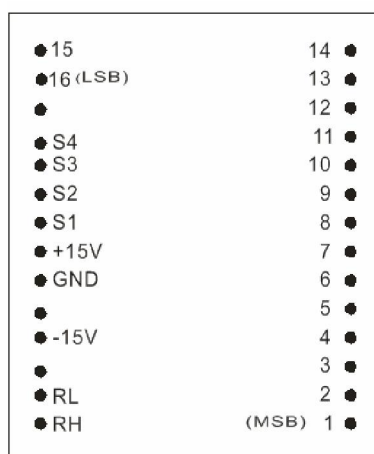 15 14
16 (LSB) 13
12
S4 11
S3 10
S2 9
S1 8
+15V 7
GND 6
5
-15V 4
3
RL 2
RH (MSB) 1